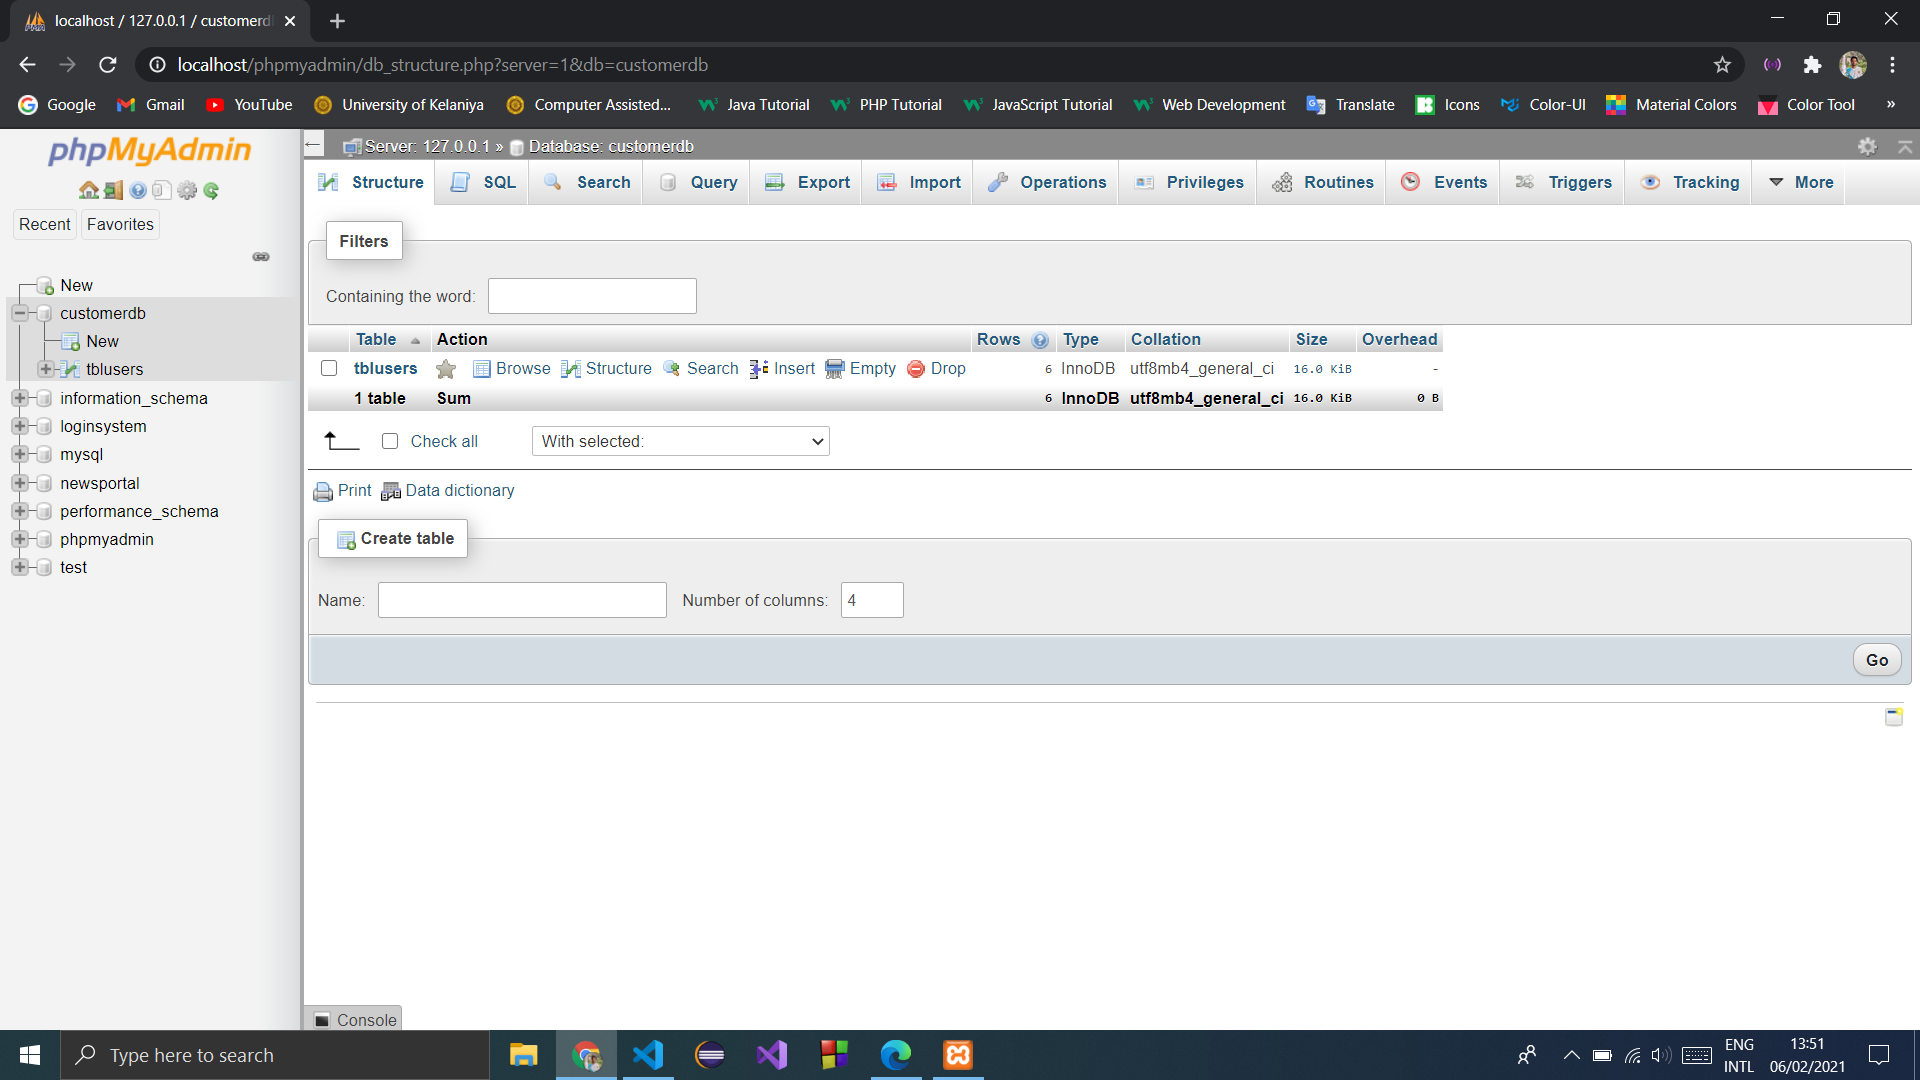 localhost / 127.0.0.1 / customerd
localhost/phpmyadmin/db_structure.php?server=1&db=customerdb
Google Gmail YouTube University of Kelaniya Computer Assisted... Java Tutorial PHP Tutorial JavaScript Tutorial Web Development Translate Icons Color-UI Material Colors Color Tool »
phpMyAdmin
Recent Favorites
New
customerdb
New
tblusers
information_schema
loginsystem
mysql
newsportal
performance_schema
phpmyadmin
test
Server: 127.0.0.1 » Database: customerdb
Structure SQL Search Query Export Import Operations Privileges Routines Events Triggers Tracking More
Filters
Containing the word:
Table Action Rows Type Collation Size Overhead
tblusers Browse Structure Search Insert Empty Drop 6 InnoDB utf8mb4_general_ci 16.0 KiB -
1 table Sum 6 InnoDB utf8mb4_general_ci 16.0 KiB 0 B
Check all With selected:
Print Data dictionary
Create table
Name: Number of columns: 4
Go
Console
Type here to search
ENG
INTL
13:51
06/02/2021